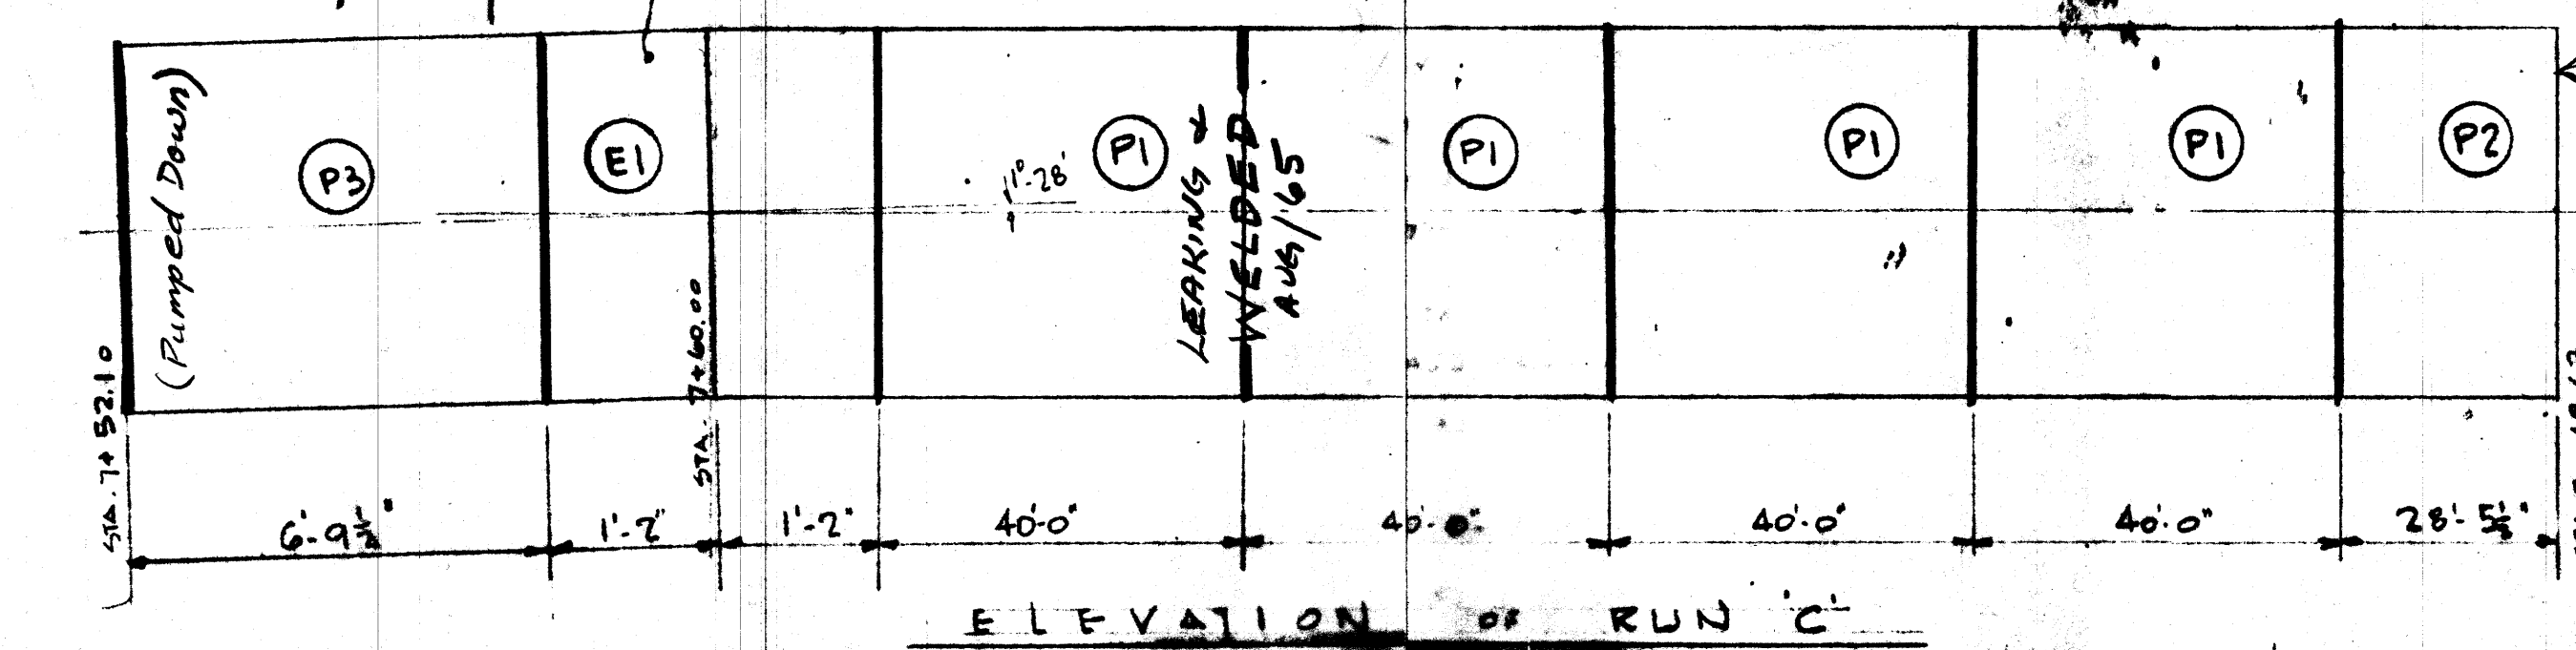 (Pumped Down)
P3
E1
1°-28'
P1
LEAKING &
WELDED
AUG/'65
P1
P1
P1
P2
STA. 7+52.10
STA. 7+60.00
6'-9½"
1'-2"
1'-2"
40'-0"
40'-0"
40'-0"
40'-0"
28'-5⅛"
ELEVATION OF RUN 'C'